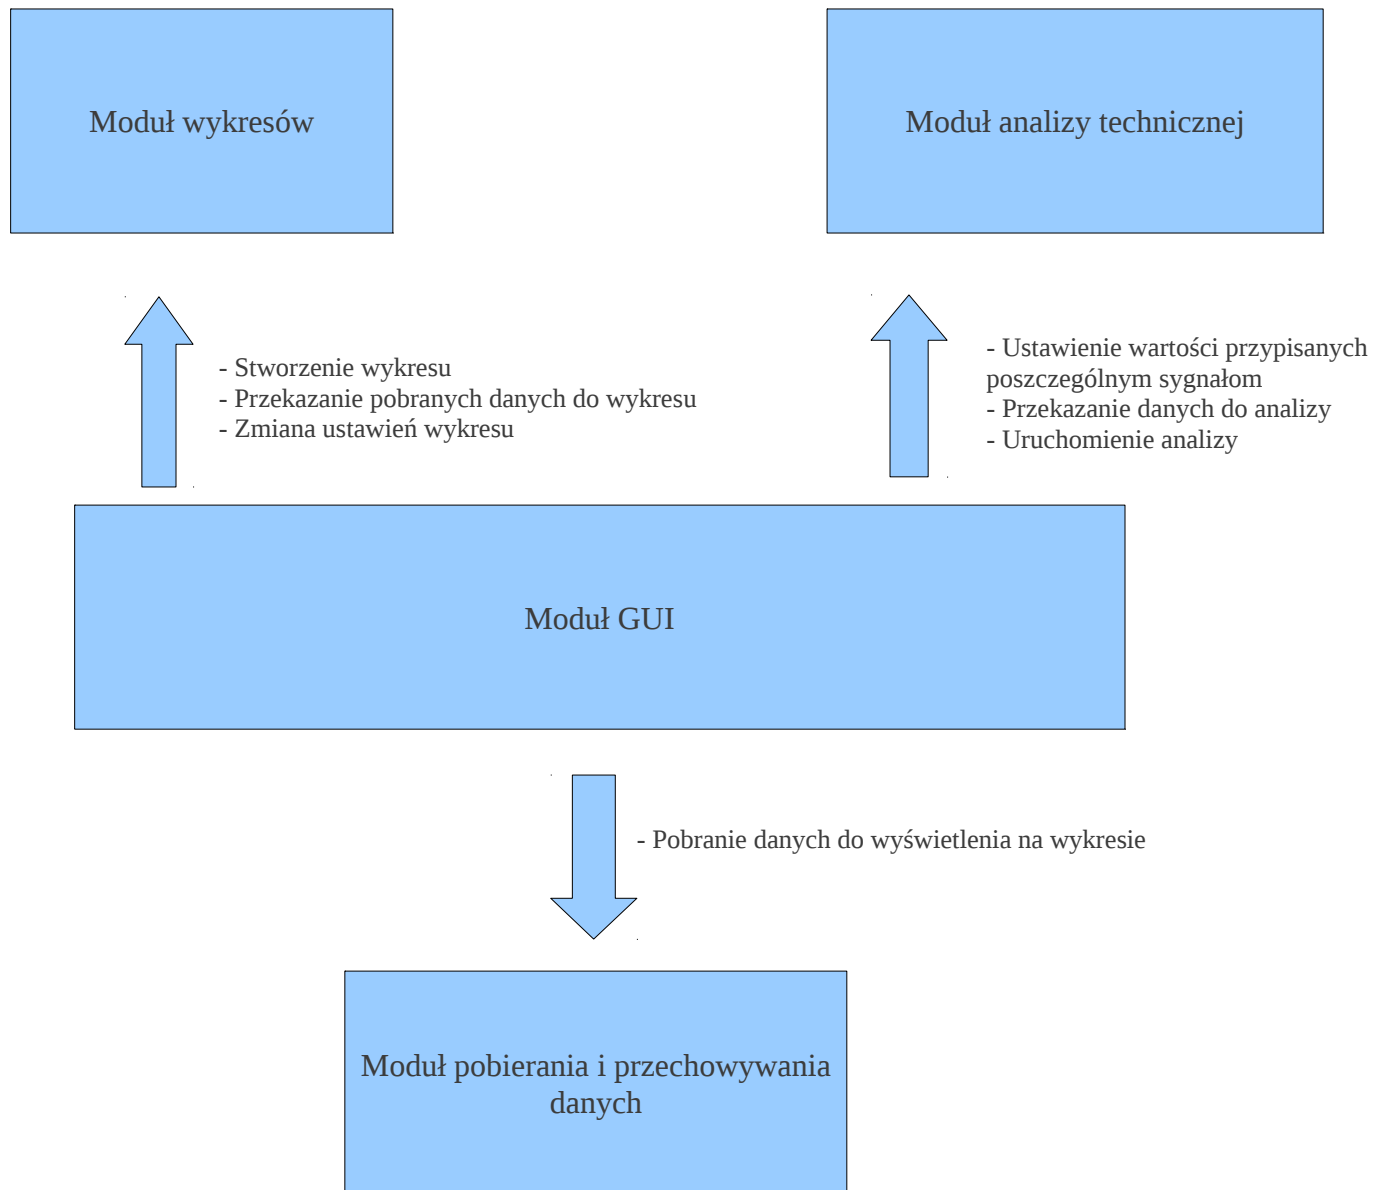 Moduł wykresów
Moduł analizy technicznej
- Stworzenie wykresu
- Przekazanie pobranych danych do wykresu
- Zmiana ustawień wykresu
- Ustawienie wartości przypisanych
poszczególnym sygnałom
- Przekazanie danych do analizy
- Uruchomienie analizy
Moduł GUI
- Pobranie danych do wyświetlenia na wykresie
Moduł pobierania i przechowywania
danych